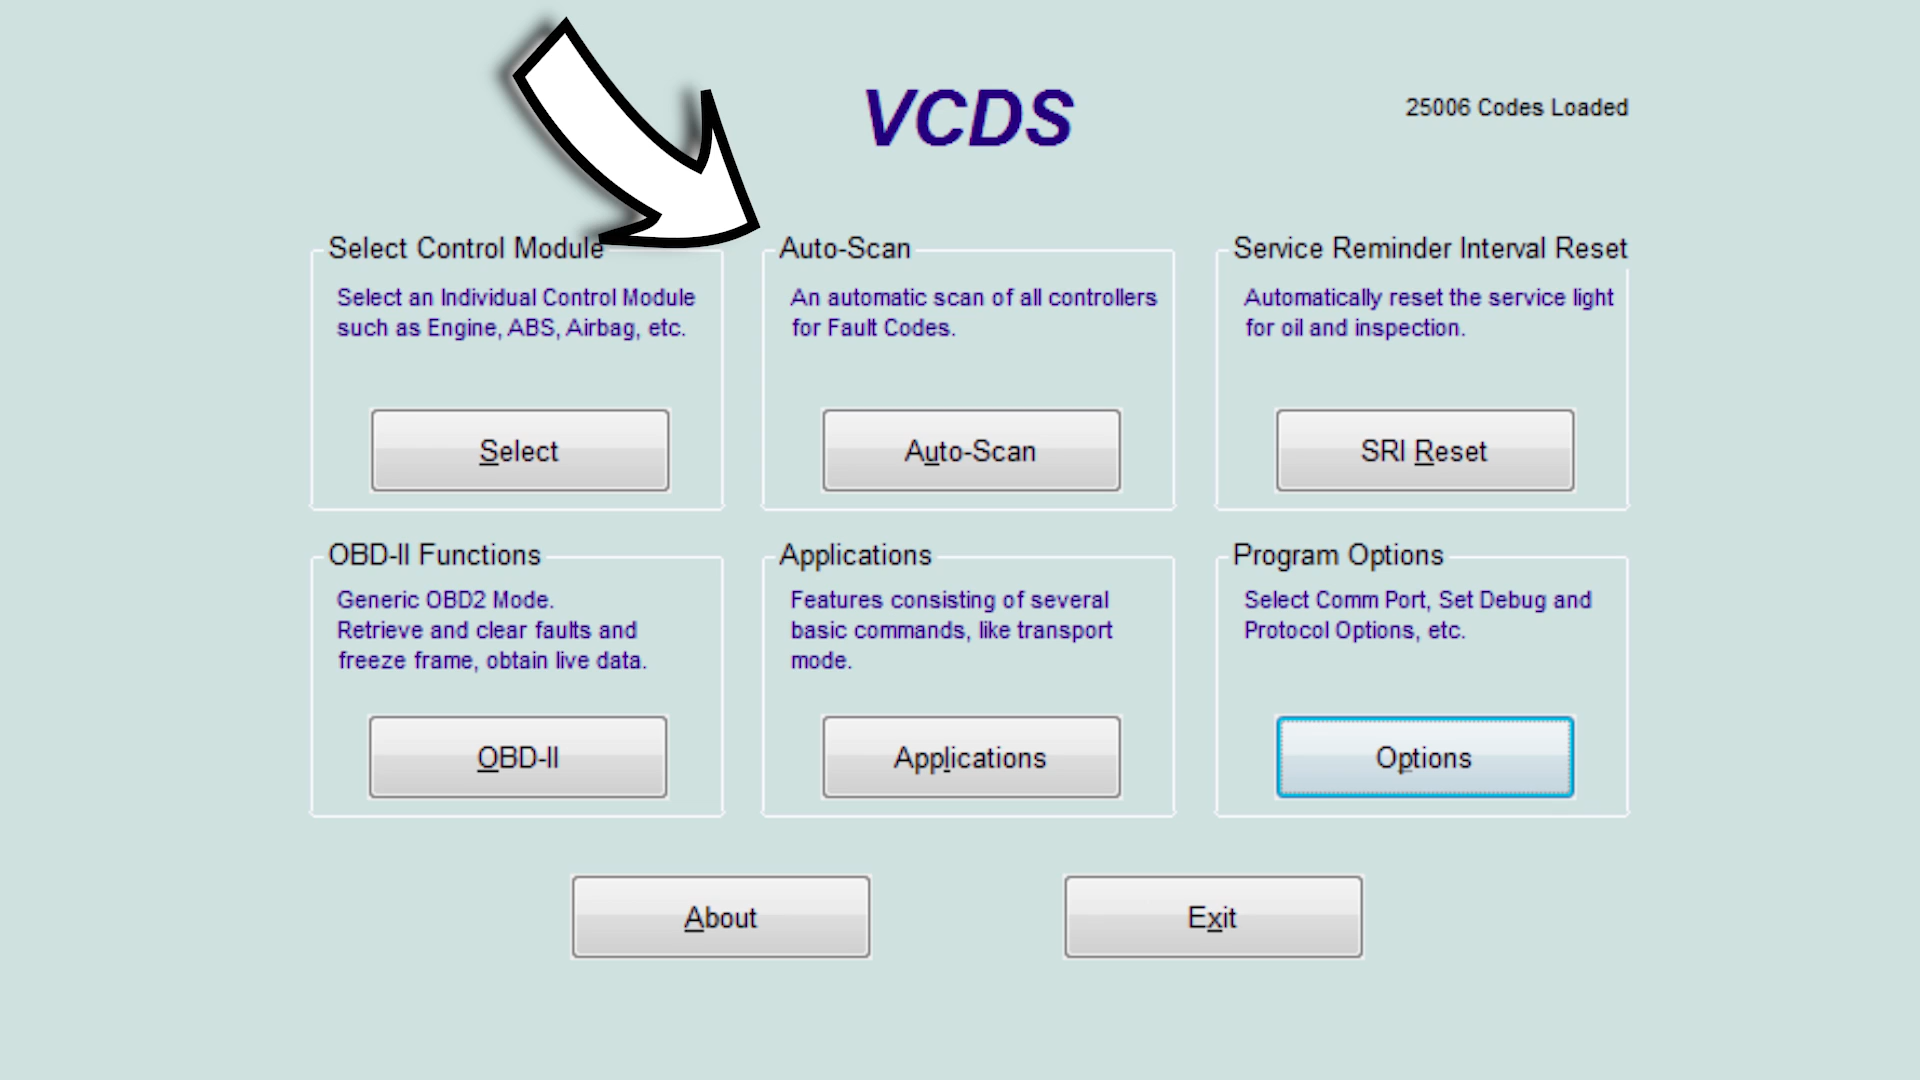 VCDS
25006 Codes Loaded
Select Control Module
Select an Individual Control Module
such as Engine, ABS, Airbag, etc.
Select
Auto-Scan
An automatic scan of all controllers
for Fault Codes.
Auto-Scan
Service Reminder Interval Reset
Automatically reset the service light
for oil and inspection.
SRI Reset
OBD-II Functions
Generic OBD2 Mode.
Retrieve and clear faults and
freeze frame, obtain live data.
OBD-II
Applications
Features consisting of several
basic commands, like transport
mode.
Applications
Program Options
Select Comm Port, Set Debug and
Protocol Options, etc.
Options
About
Exit